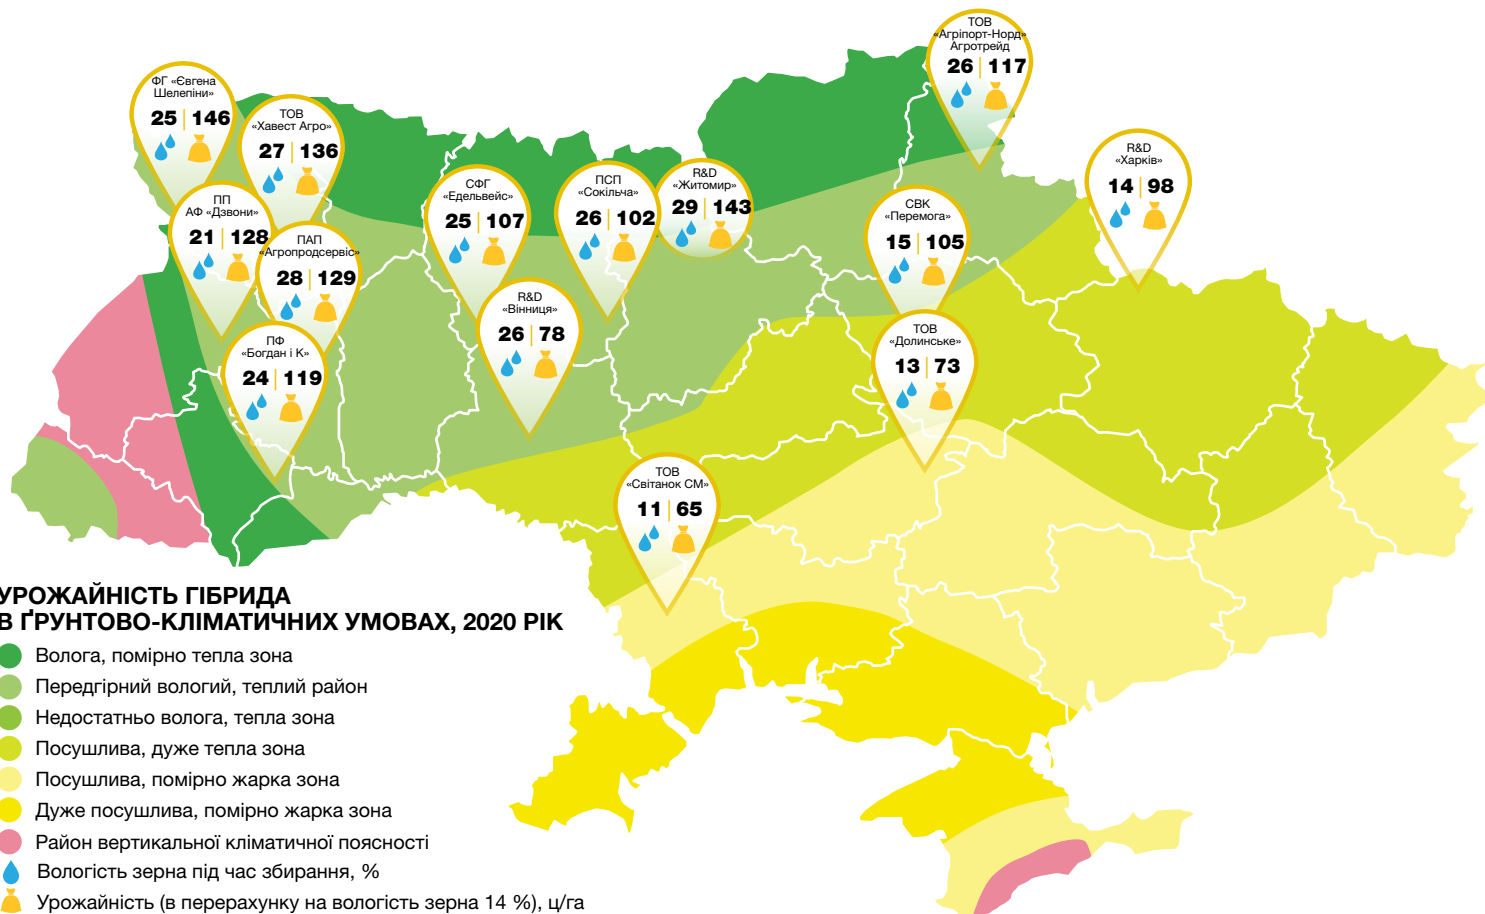 ТОВ
«Агріпорт-Норд»
Агротрейд
26 | 117
ФГ «Євгена
Шелепіни»
25 | 146
ТОВ
«Хавест Агро»
27 | 136
R&D
«Харків»
14 | 98
СФГ
«Едельвейс»
25 | 107
ПСП
«Сокільча»
26 | 102
R&D
«Житомир»
29 | 143
ПП
АФ «Дзвони»
21 | 128
СВК
«Перемога»
15 | 105
ПАП
«Агропродсервіс»
28 | 129
R&D
«Вінниця»
26 | 78
ПФ
«Богдан і К»
24 | 119
ТОВ
«Долинське»
13 | 73
ТОВ
«Світанок СМ»
11 | 65
УРОЖАЙНІСТЬ ГІБРИДА
В ҐРУНТОВО-КЛІМАТИЧНИХ УМОВАХ, 2020 РІК
Волога, помірно тепла зона
Передгірний вологий, теплий район
Недостатньо волога, тепла зона
Посушлива, дуже тепла зона
Посушлива, помірно жарка зона
Дуже посушлива, помірно жарка зона
Район вертикальної кліматичної поясності
Вологість зерна під час збирання, %
Урожайність (в перерахунку на вологість зерна 14 %), ц/га